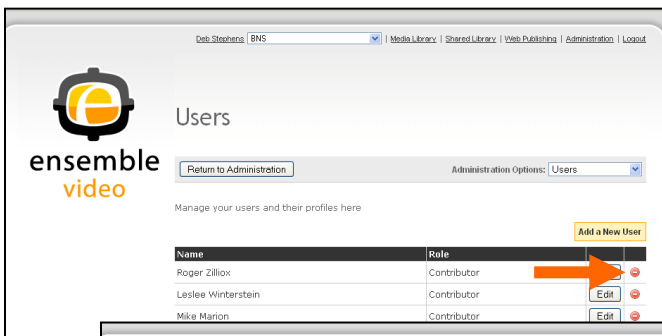 Deb Stephens BNS | Media Library | Shared Library | Web Publishing | Administration | Logout
Users
ensemble
video
Return to Administration Administration Options: Users
Manage your users and their profiles here
Add a New User
Name Role
Roger Zilliox Contributor
Leslee Winterstein Contributor Edit
Mike Marion Contributor Edit